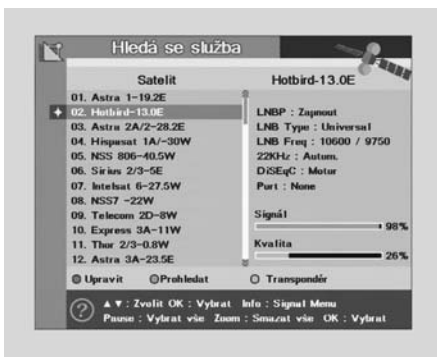 Hledá se služba
Satelit
01. Astra 1-19.2E
02. Hotbird-13.0E
03. Astra 2A/2-28.2E
04. Hispasat 1A/-30W
05. NSS 806-40.5W
06. Sirius 2/3-5E
07. Intelsat 6-27.5W
08. NSS7 -22W
09. Telecom 2D-8W
10. Express 3A-11W
11. Thor 2/3-0.8W
12. Astra 3A-23.5E
Hotbird-13.0E
LNBP : Zapnout
LNB Type : Universal
LNB Freq : 10600 / 9750
22KHz : Autom.
DiSEqC : Motor
Port : None
Signál
98%
Kvalita
26%
Upravit Prohledat Transpondér
▲ ▼ : Zvolit OK : Vybrat Info : Signal Menu
Pause : Vybrat vše Zoom : Smazat vše OK : Vybrat